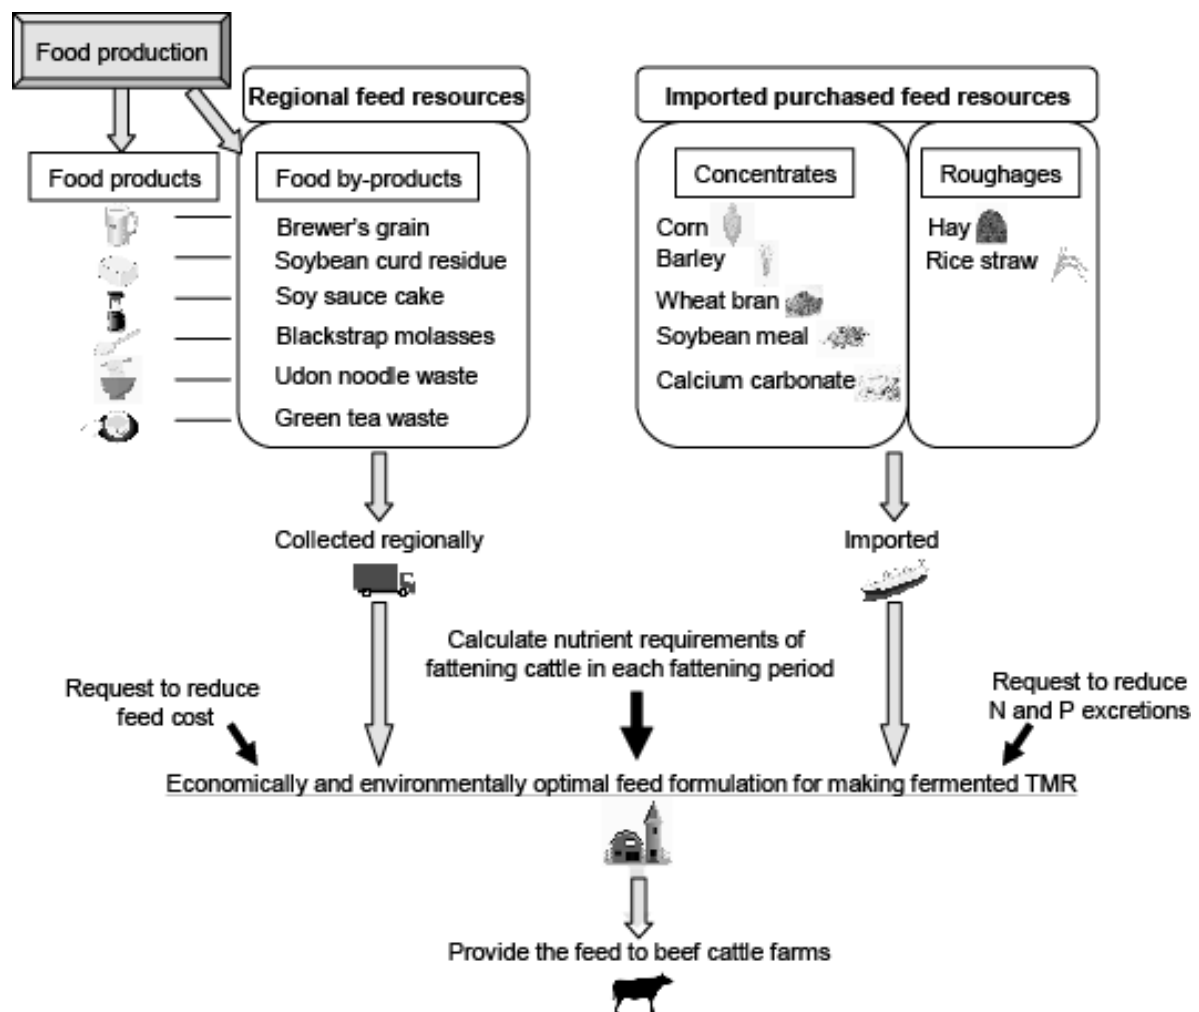 Food production
Regional feed resources
Imported purchased feed resources
Food products
Food by-products
Concentrates
Roughages
Brewer's grain
Soybean curd residue
Soy sauce cake
Blackstrap molasses
Udon noodle waste
Green tea waste
Corn
Barley
Wheat bran
Soybean meal
Calcium carbonate
Hay
Rice straw
Collected regionally
Imported
Calculate nutrient requirements of
fattening cattle in each fattening period
Request to reduce
feed cost
Request to reduce
N and P excretions
Economically and environmentally optimal feed formulation for making fermented TMR
Provide the feed to beef cattle farms